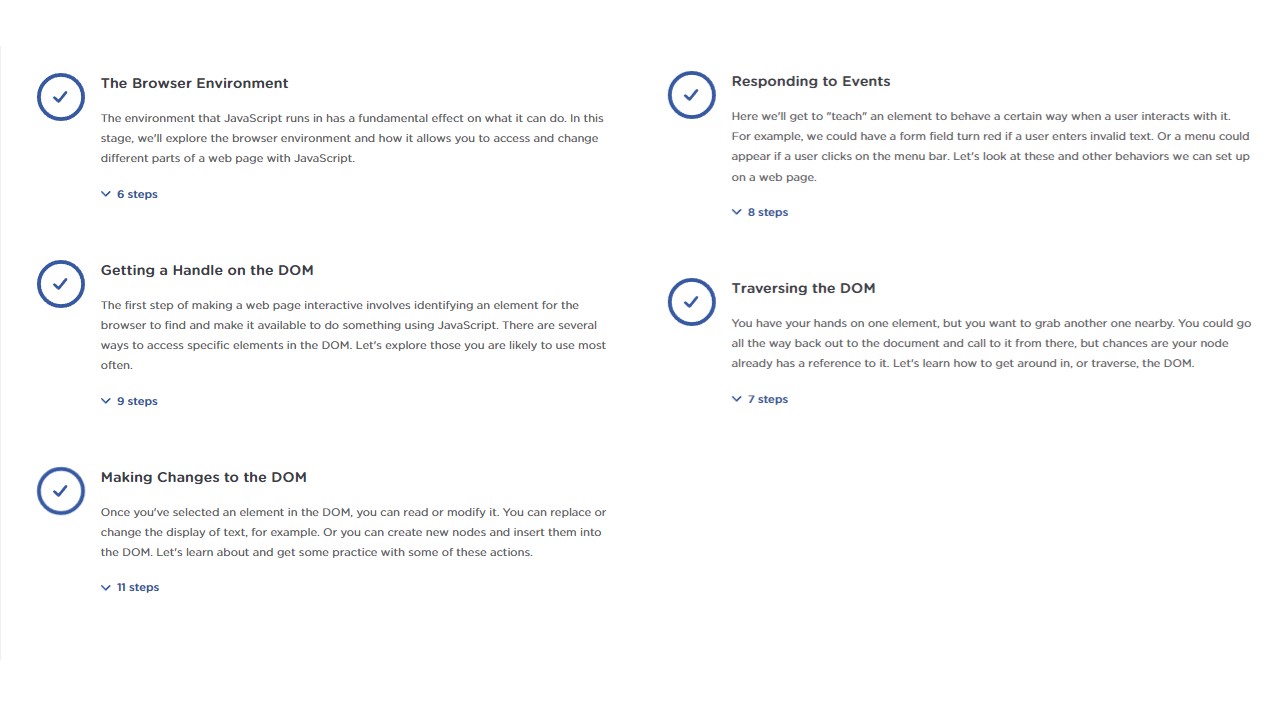 The Browser Environment
The environment that JavaScript runs in has a fundamental effect on what it can do. In this
stage, we'll explore the browser environment and how it allows you to access and change
different parts of a web page with JavaScript.
6 steps
Getting a Handle on the DOM
The first step of making a web page interactive involves identifying an element for the
browser to find and make it available to do something using JavaScript. There are several
ways to access specific elements in the DOM. Let's explore those you are likely to use most
often.
9 steps
Making Changes to the DOM
Once you've selected an element in the DOM, you can read or modify it. You can replace or
change the display of text, for example. Or you can create new nodes and insert them into
the DOM. Let's learn about and get some practice with some of these actions.
11 steps
Responding to Events
Here we'll get to "teach" an element to behave a certain way when a user interacts with it.
For example, we could have a form field turn red if a user enters invalid text. Or a menu could
appear if a user clicks on the menu bar. Let's look at these and other behaviors we can set up
on a web page.
8 steps
Traversing the DOM
You have your hands on one element, but you want to grab another one nearby. You could go
all the way back out to the document and call to it from there, but chances are your node
already has a reference to it. Let's learn how to get around in, or traverse, the DOM.
7 steps